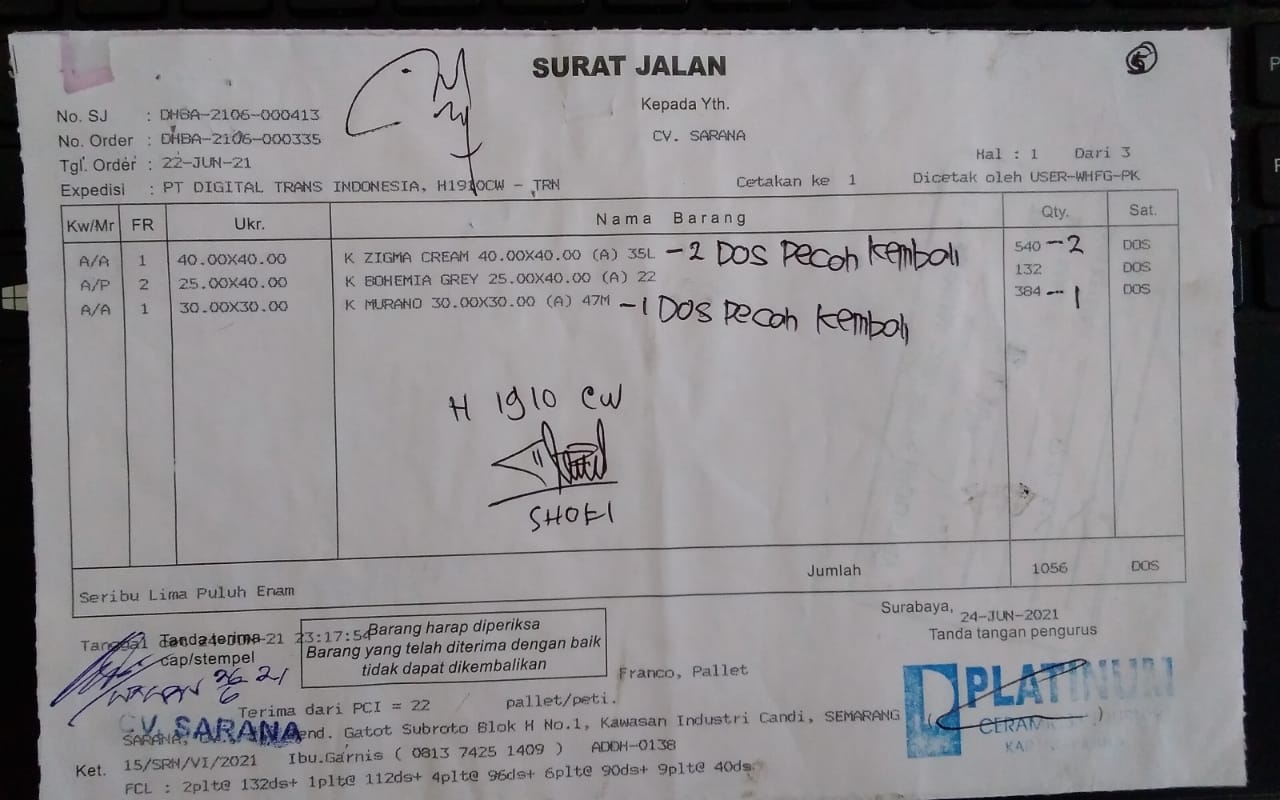 SURAT JALAN
5
Kepada Yth.
CV. SARANA
No. SJ : DHBA-2106-000413
No. Order : DHBA-2106-000335
Tgl. Order : 22-JUN-21
Expedisi : PT DIGITAL TRANS INDONESIA, H1910CW - TRN
Hal : 1 Dari 3
Cetakan ke 1 Dicetak oleh USER-WHFG-PK
Kw/Mr FR Ukr. Nama Barang Qty. Sat.
A/A 1 40.00X40.00 K ZIGMA CREAM 40.00X40.00 (A) 35L - 2 DOS Pecah Kembali 540 - 2 DOS
A/P 2 25.00X40.00 K BOHEMIA GREY 25.00X40.00 (A) 22 132 DOS
A/A 1 30.00X30.00 K MURANO 30.00X30.00 (A) 47M - 1 DOS Pecah Kembali 384 - 1 DOS
H 1910 CW
SHOEI
Jumlah 1056 DOS
Seribu Lima Puluh Enam
Surabaya, 24-JUN-2021
Tanda tangan pengurus
Tanggal 24-JUN-21 23:17:54
Tanda terima
cap/stempel
Barang harap diperiksa
Barang yang telah diterima dengan baik
tidak dapat dikembalikan
26 21
6
Franco, Pallet
Terima dari PCI = 22 pallet/peti.
PLATINUM
CV. SARANA
SARANA, end. Gatot Subroto Blok H No.1, Kawasan Industri Candi, SEMARANG
Ket. 15/SRN/VI/2021 Ibu.Garnis ( 0813 7425 1409 ) ADDH-0138
FCL : 2plt@ 132ds+ 1plt@ 112ds+ 4plt@ 96ds+ 6plt@ 90ds+ 9plt@ 40ds